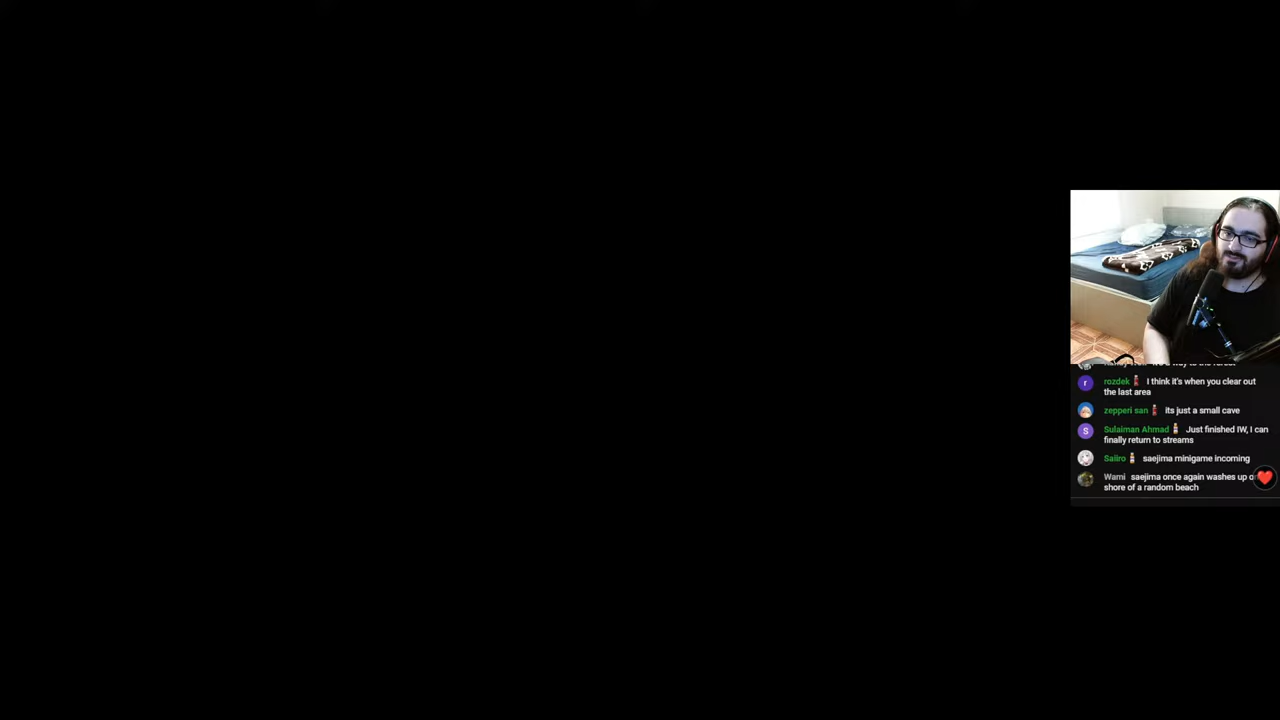 rozdek I think it's when you clear out
the last area
zepperi san its just a small cave
Sulaiman Ahmad Just finished IW, I can
finally return to streams
Saiiro saejima minigame incoming
Wami saejima once again washes up
shore of a random beach